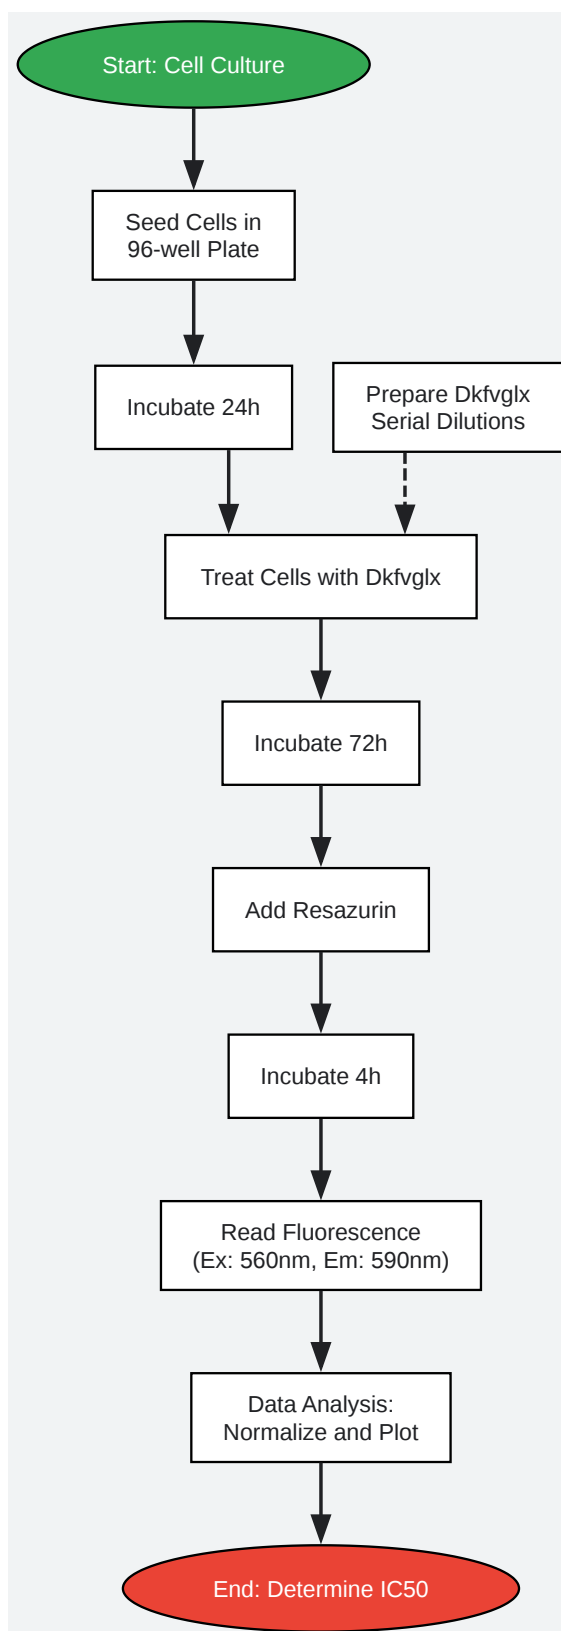 Start: Cell Culture
Seed Cells in
96-well Plate
Incubate 24h
Prepare Dkfvglx
Serial Dilutions
Treat Cells with Dkfvglx
Incubate 72h
Add Resazurin
Incubate 4h
Read Fluorescence
(Ex: 560nm, Em: 590nm)
Data Analysis:
Normalize and Plot
End: Determine IC50